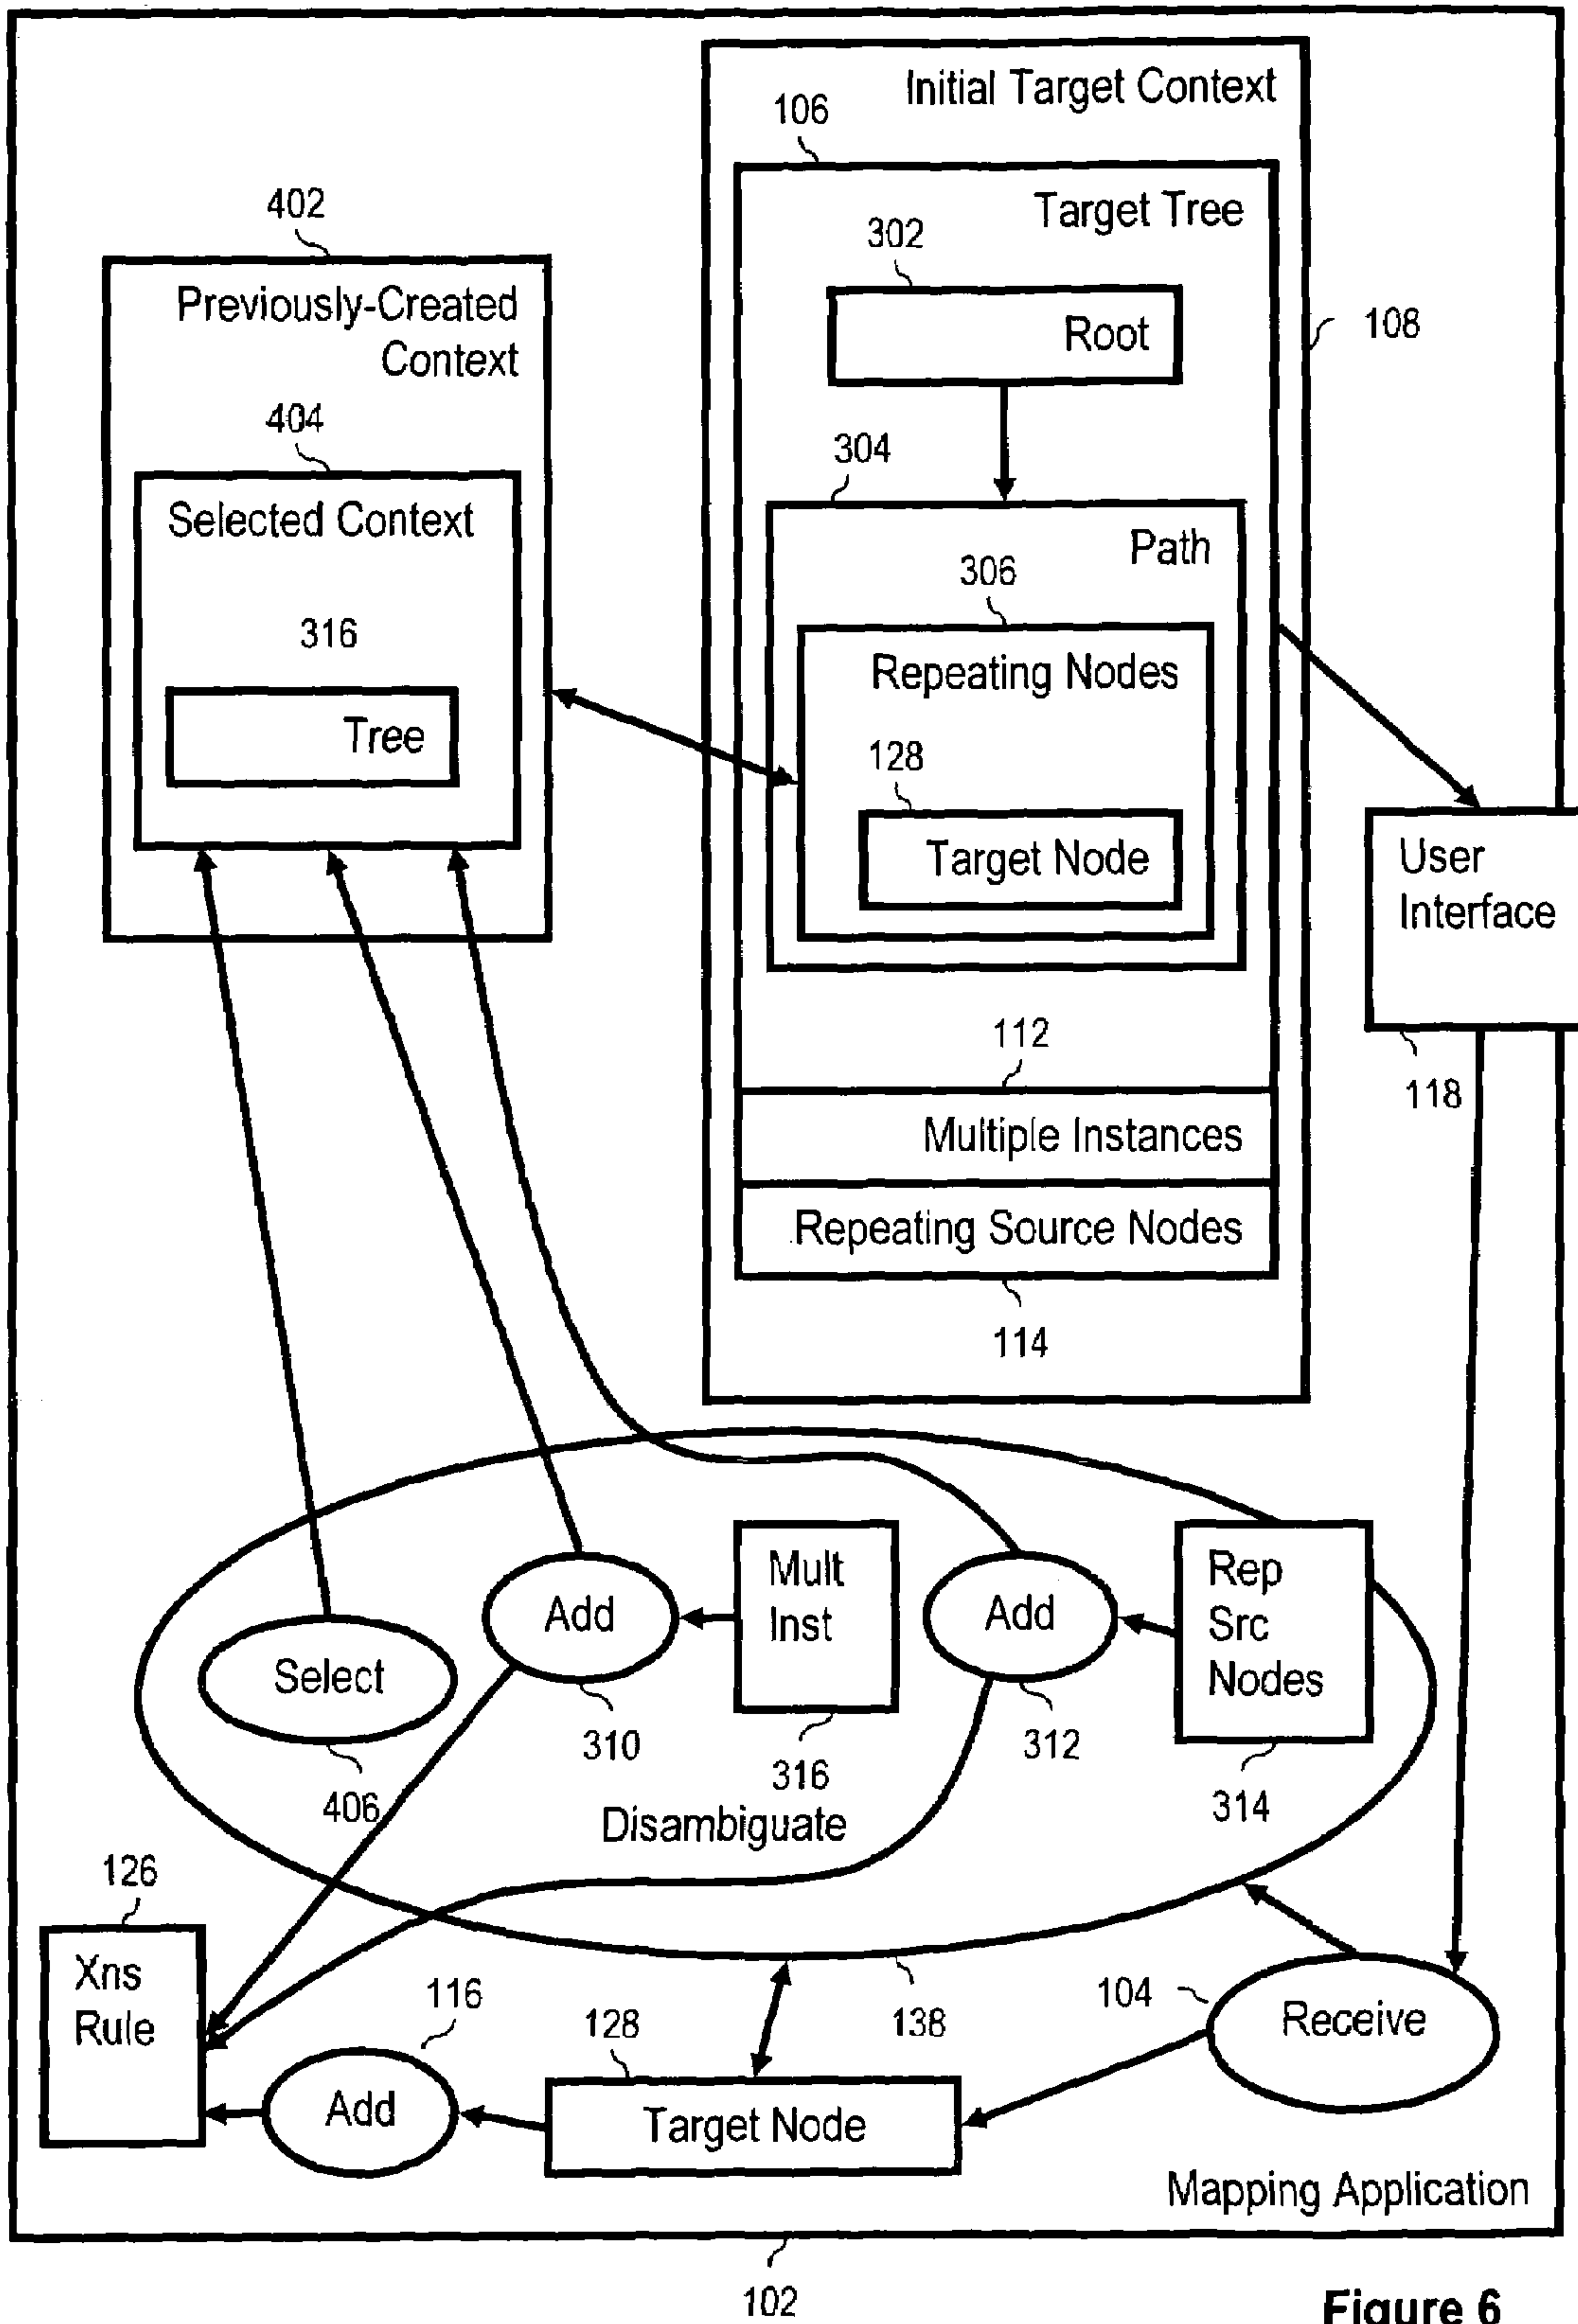 Initial Target Context
106
Target Tree
402
302
Previously-Created
Context
Root
108
404
304
Selected Context
Path
306
316
Repeating Nodes
Tree
128
Target Node
User
Interface
112
118
Multiple Instances
Repeating Source Nodes
114
Mult
Inst
Rep
Src
Nodes
Add
Add
Select
310
312
316
314
406
Disambiguate
126
Xns
Rule
116
128
138
104
Receive
Add
Target Node
Mapping Application
102
Figure 6